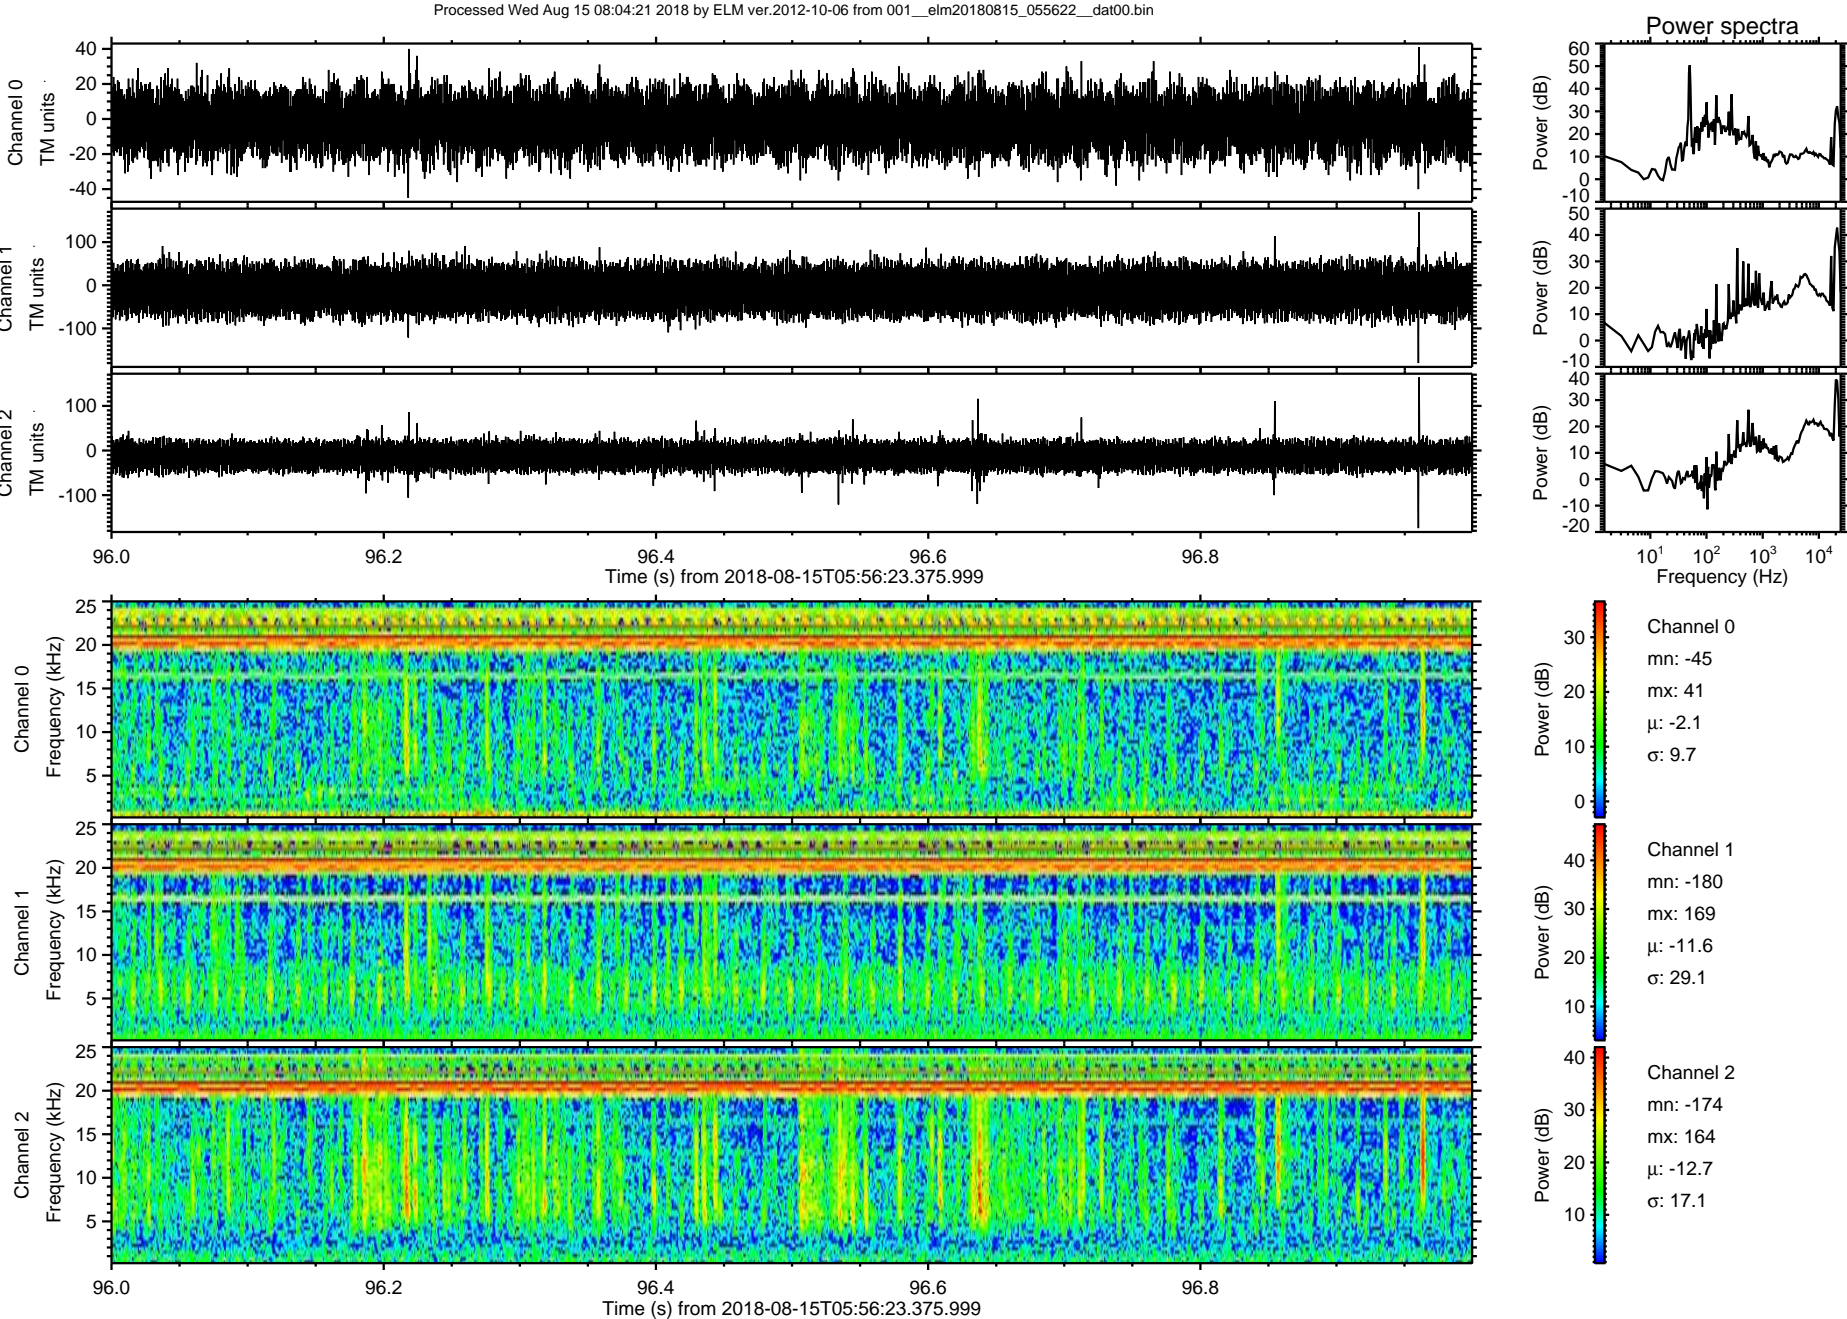 Processed Wed Aug 15 08:04:21 2018 by ELM ver.2012-10-06 from 001__elm20180815_055622__dat00.bin
Power spectra
Channel 0
TM units
40
20
0
-20
-40
Power (dB)
60
50
40
30
20
10
0
-10
Channel 1
TM units
100
0
-100
Power (dB)
50
40
30
20
10
0
-10
Channel 2
TM units
100
0
-100
Power (dB)
40
30
20
10
0
-10
-20
96.0 96.2 96.4 96.6 96.8
Time (s) from 2018-08-15T05:56:23.375.999
10¹ 10² 10³ 10⁴
Frequency (Hz)
Channel 0
Frequency (kHz)
25
20
15
10
5
Power (dB)
30
20
10
0
Channel 0
mn: -45
mx: 41
μ: -2.1
σ: 9.7
Channel 1
Frequency (kHz)
25
20
15
10
5
Power (dB)
40
30
20
10
Channel 1
mn: -180
mx: 169
μ: -11.6
σ: 29.1
Channel 2
Frequency (kHz)
25
20
15
10
5
Power (dB)
40
30
20
10
Channel 2
mn: -174
mx: 164
μ: -12.7
σ: 17.1
96.0 96.2 96.4 96.6 96.8
Time (s) from 2018-08-15T05:56:23.375.999